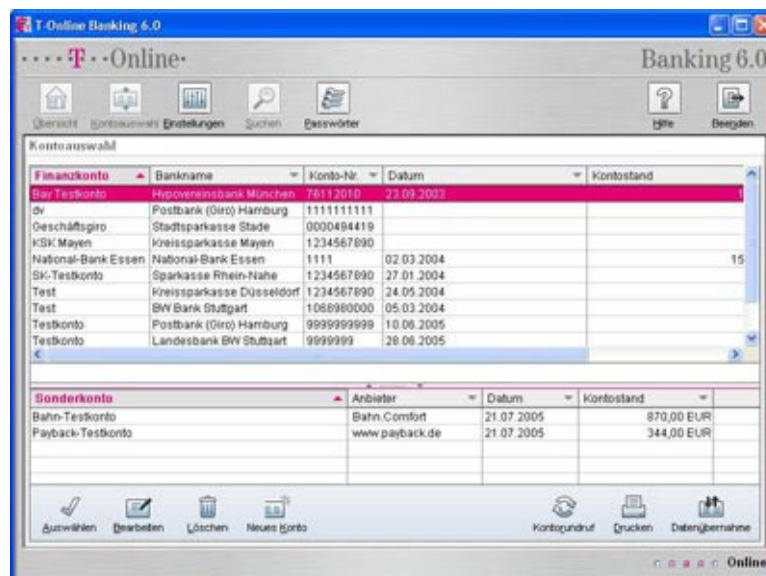 T-Online Banking 6.0
····T··Online· Banking 6.0
Übersicht Kontoauswahl Einstellungen Suchen Passwörter Hilfe Beenden
Kontoauswahl
Finanzkonto Bankname Konto-Nr. Datum Kontostand
Bay Testkonto Hypovereinsbank München 76112010 23.09.2003 1
dv Postbank (Giro) Hamburg 1111111111
Geschäftsgiro Stadtsparkasse Stade 0000494419
KSK Mayen Kreissparkasse Mayen 1234567890
National-Bank Essen National-Bank Essen 1111 02.03.2004 15
SK-Testkonto Sparkasse Rhein-Nahe 1234567890 27.01.2004
Test Kreissparkasse Düsseldorf 1234567890 24.05.2004
Test BW Bank Stuttgart 1068980000 05.03.2004
Testkonto Postbank (Giro) Hamburg 9999999999 10.06.2005
Testkonto Landesbank BW Stuttgart 9999999 28.06.2005
Sonderkonto Anbieter Datum Kontostand
Bahn-Testkonto Bahn.Comfort 21.07.2005 870,00 EUR
Payback-Testkonto www.payback.de 21.07.2005 344,00 EUR
Auswählen Bearbeiten Löschen Neues Konto Kontorundruf Drucken Datenübernahme
Online